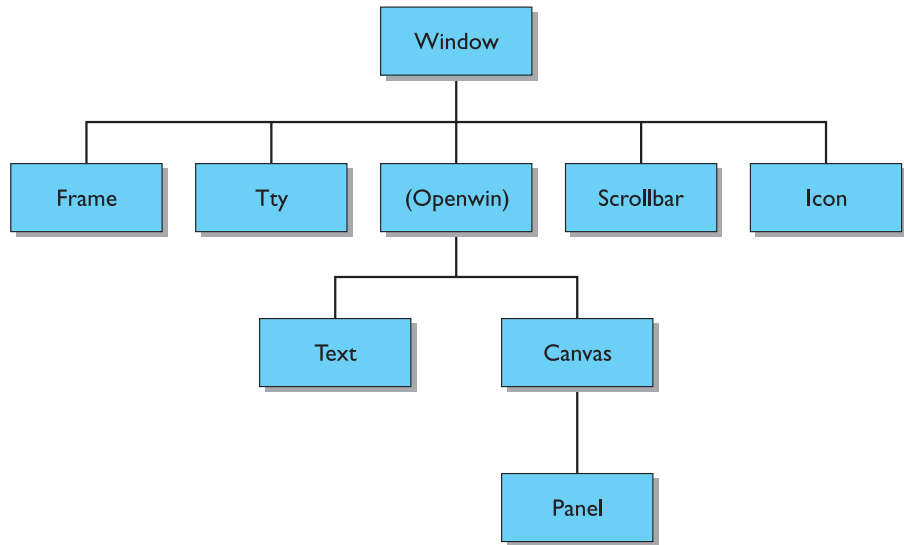 Window
Frame
Tty
(Openwin)
Scrollbar
Icon
Text
Canvas
Panel